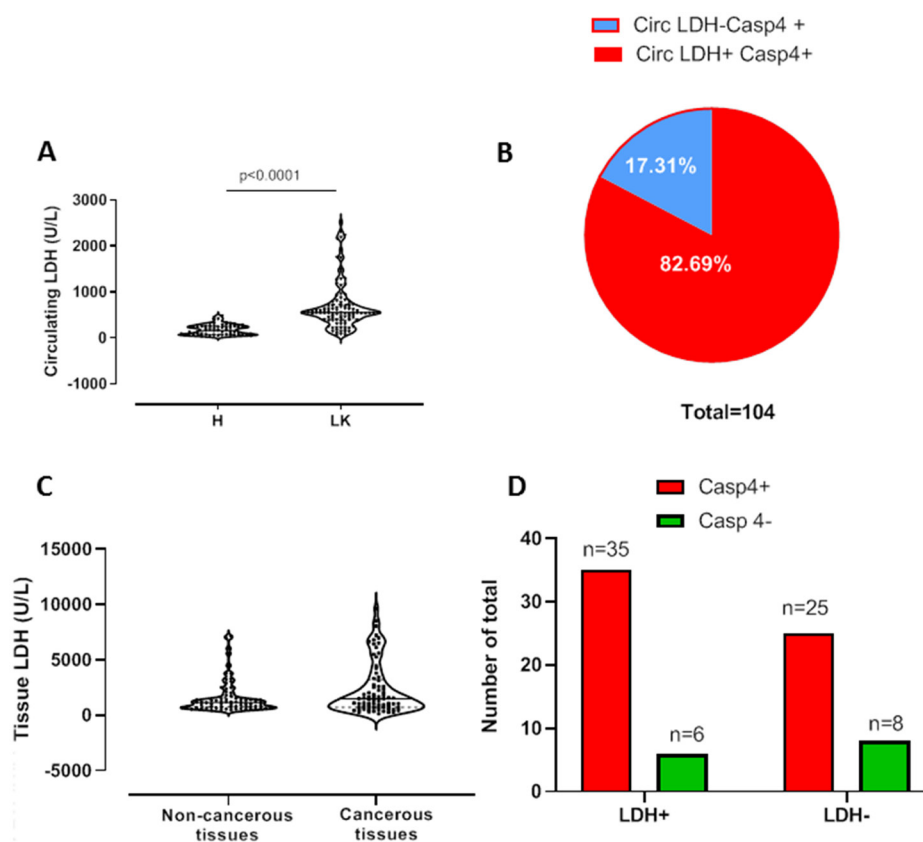 Circ LDH-Casp4 +
Circ LDH+ Casp4+
A
p<0.0001
3000
2000
1000
0
-1000
Circulating LDH (U/L)
H
LK
B
17.31%
82.69%
Total=104
C
15000
10000
5000
0
-5000
Tissue LDH (U/L)
Non-cancerous
tissues
Cancerous
tissues
D
Casp4+
Casp 4-
40
30
20
10
0
Number of total
n=35
n=6
n=25
n=8
LDH+
LDH-